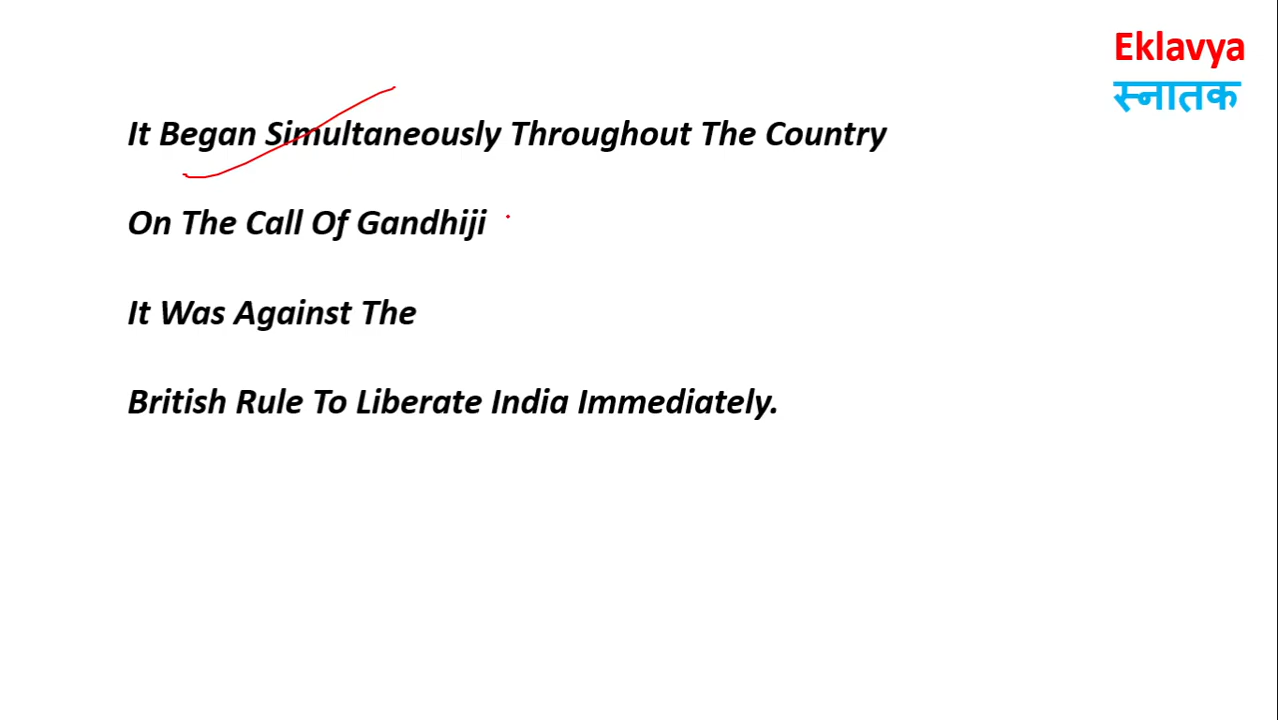 Eklavya
स्नातक
It Began Simultaneously Throughout The Country
On The Call Of Gandhiji
It Was Against The
British Rule To Liberate India Immediately.